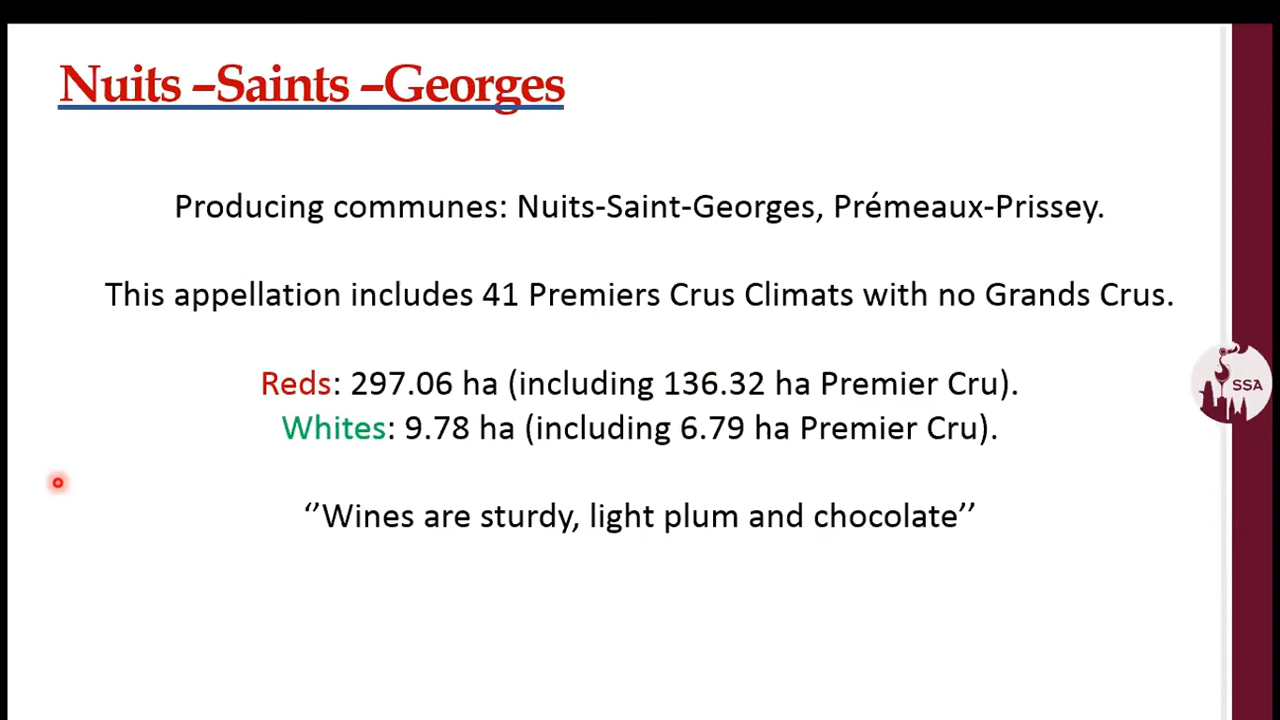 Nuits –Saints –Georges
Producing communes: Nuits-Saint-Georges, Prémeaux-Prissey.
This appellation includes 41 Premiers Crus Climats with no Grands Crus.
Reds: 297.06 ha (including 136.32 ha Premier Cru).
Whites: 9.78 ha (including 6.79 ha Premier Cru).
‘’Wines are sturdy, light plum and chocolate’’
SSA